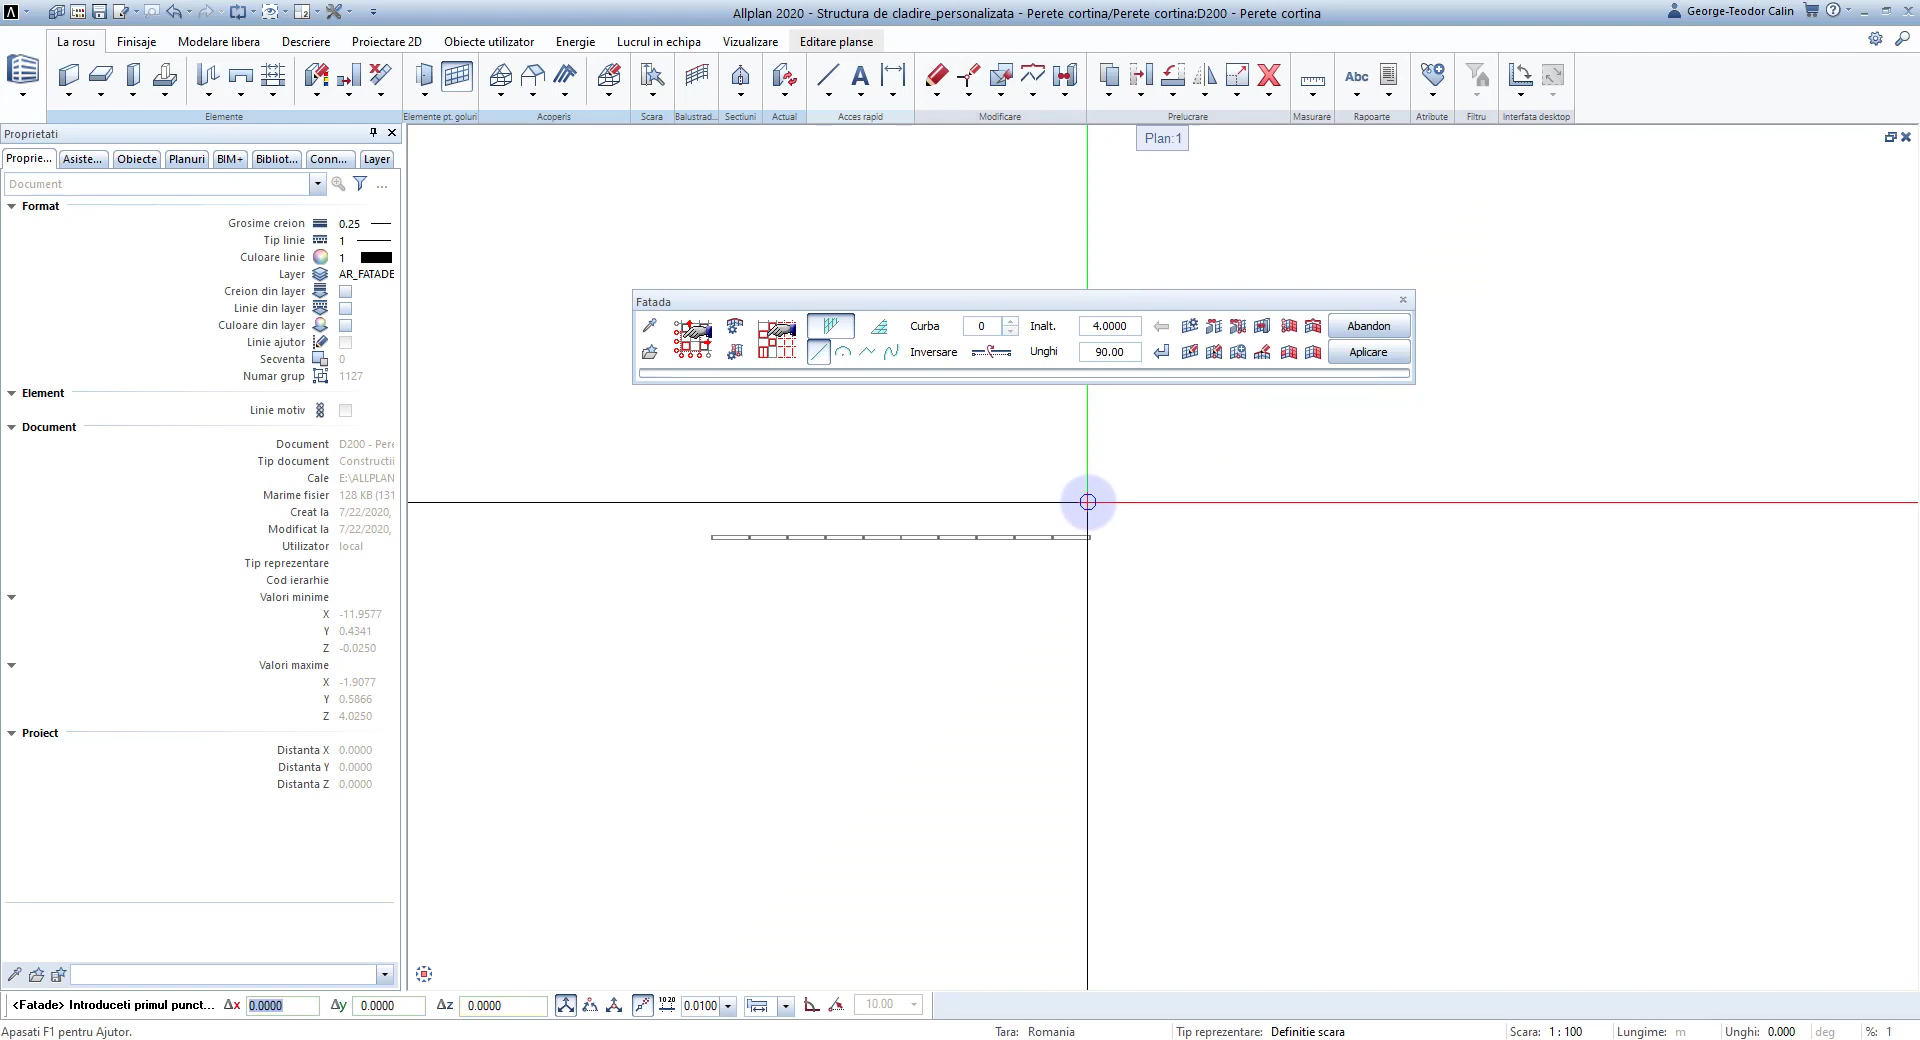 Allplan 2020 - Structura de cladire_personalizata - Perete cortina/Perete cortina:D200 - Perete cortina
George-Teodor Calin
La rosu
Finisaje
Modelare libera
Descriere
Proiectare 2D
Obiecte utilizator
Energie
Lucrul in echipa
Vizualizare
Editare planse
Abc
Elemente
Elemente pt. goluri
Acoperis
Scara
Balustrad...
Sectiuni
Actual
Acces rapid
Modificare
Prelucrare
Masurare
Rapoarte
Atribute
Filtru
Interfata desktop
Proprietati
Proprie...
Asiste...
Obiecte
Planuri
BIM+
Bibliot...
Conn...
Layer
Document
Format
Grosime creion 0.25
Tip linie 1
Culoare linie 1
Layer AR_FATADE
Creion din layer
Linie din layer
Culoare din layer
Linie ajutor
Secventa 0
Numar grup 1127
Element
Linie motiv
Document
Document D200 - Pere
Tip document Constructii
Cale E:\ALLPLAN
Marime fisier 128 KB (131
Creat la 7/22/2020,
Modificat la 7/22/2020,
Utilizator local
Tip reprezentare
Cod ierarhie
Valori minime
X -11.9577
Y 0.4341
Z -0.0250
Valori maxime
X -1.9077
Y 0.5866
Z 4.0250
Proiect
Distanta X 0.0000
Distanta Y 0.0000
Distanta Z 0.0000
Plan:1
Fatada
Curba 0 Inalt. 4.0000 Abandon
Inversare Unghi 90.00 Aplicare
<Fatade> Introduceti primul punct... Δx 0.0000 Δy 0.0000 Δz 0.0000 1020 0.0100 10.00
Apasati F1 pentru Ajutor. Tara: Romania Tip reprezentare: Definitie scara Scara: 1 : 100 Lungime: m Unghi: 0.000 deg %: 1